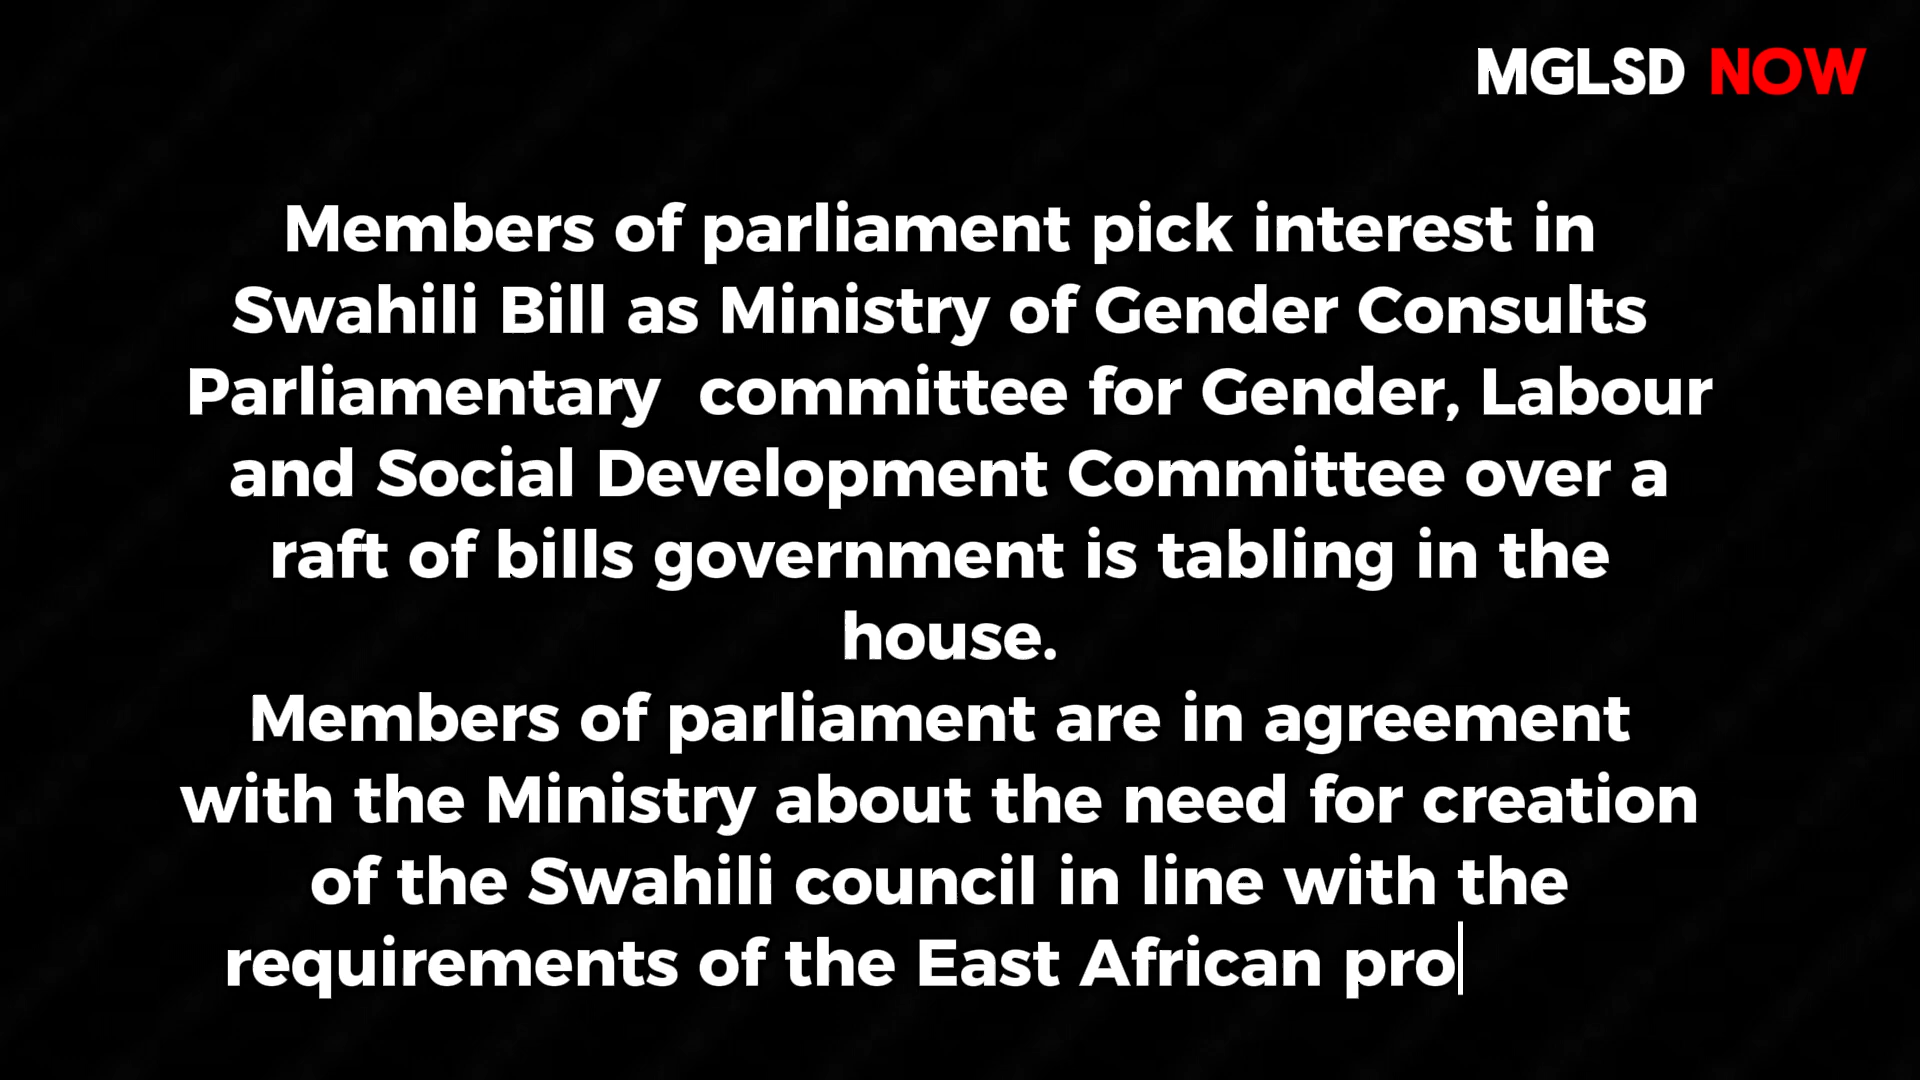 MGLSD NOW
Members of parliament pick interest in
Swahili Bill as Ministry of Gender Consults
Parliamentary  committee for Gender, Labour
and Social Development Committee over a
raft of bills government is tabling in the
house.
Members of parliament are in agreement
with the Ministry about the need for creation
of the Swahili council in line with the
requirements of the East African pro